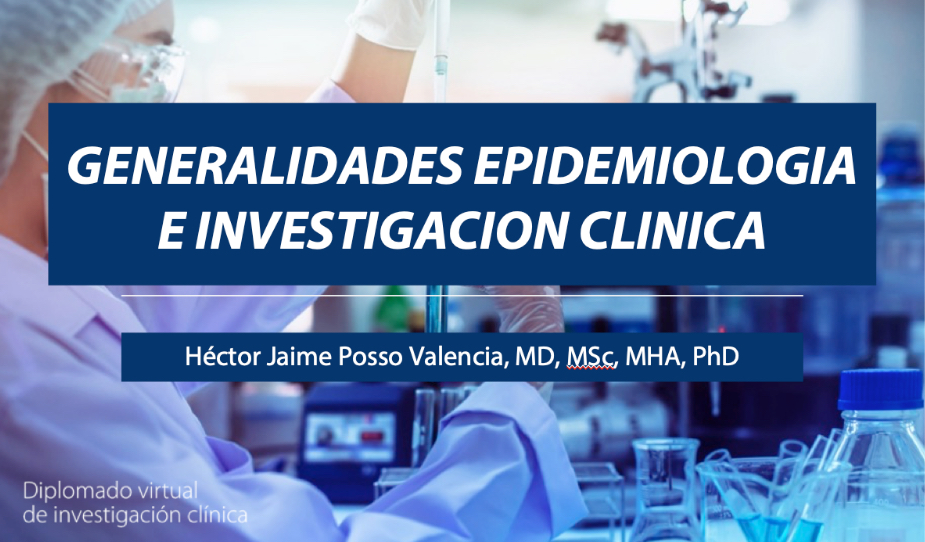 GENERALIDADES EPIDEMIOLOGIA
E INVESTIGACION CLINICA
Héctor Jaime Posso Valencia, MD, MSc, MHA, PhD
Diplomado virtual
de investigación clínica